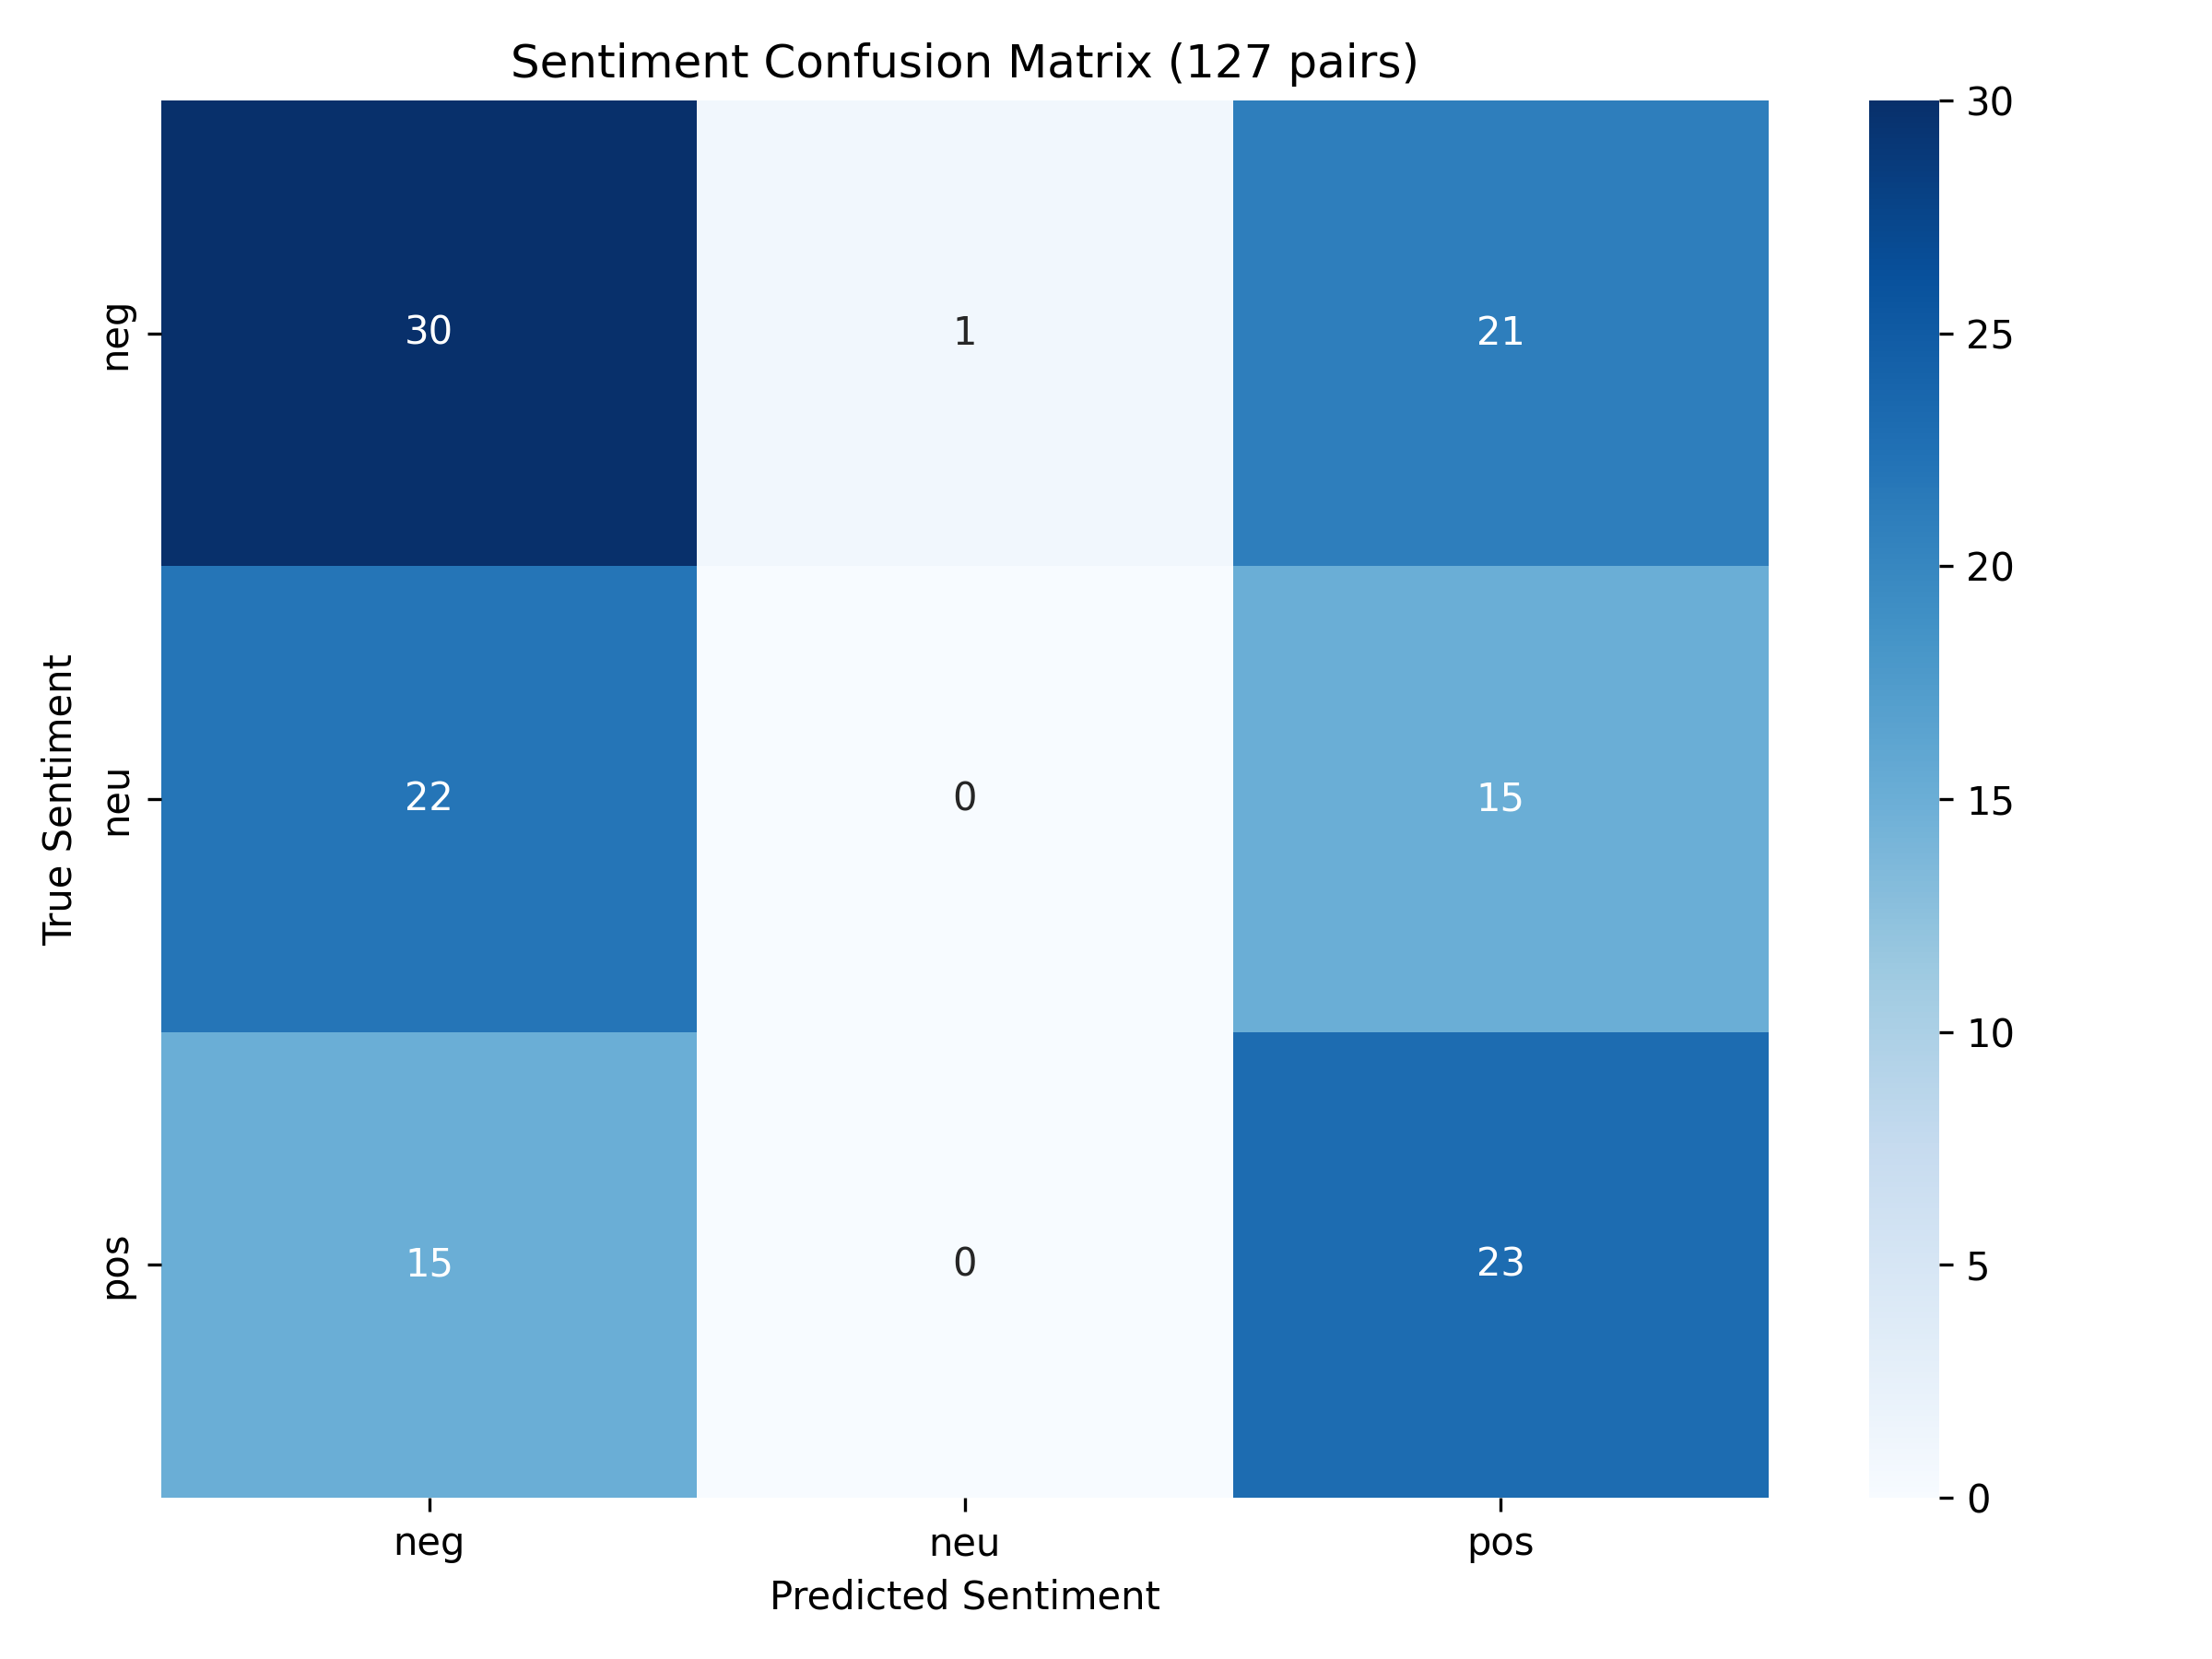 Sentiment Confusion Matrix (127 pairs)
True Sentiment
neg 30 1 21
neu 22 0 15
pos 15 0 23
neg neu pos
Predicted Sentiment
30
25
20
15
10
5
0